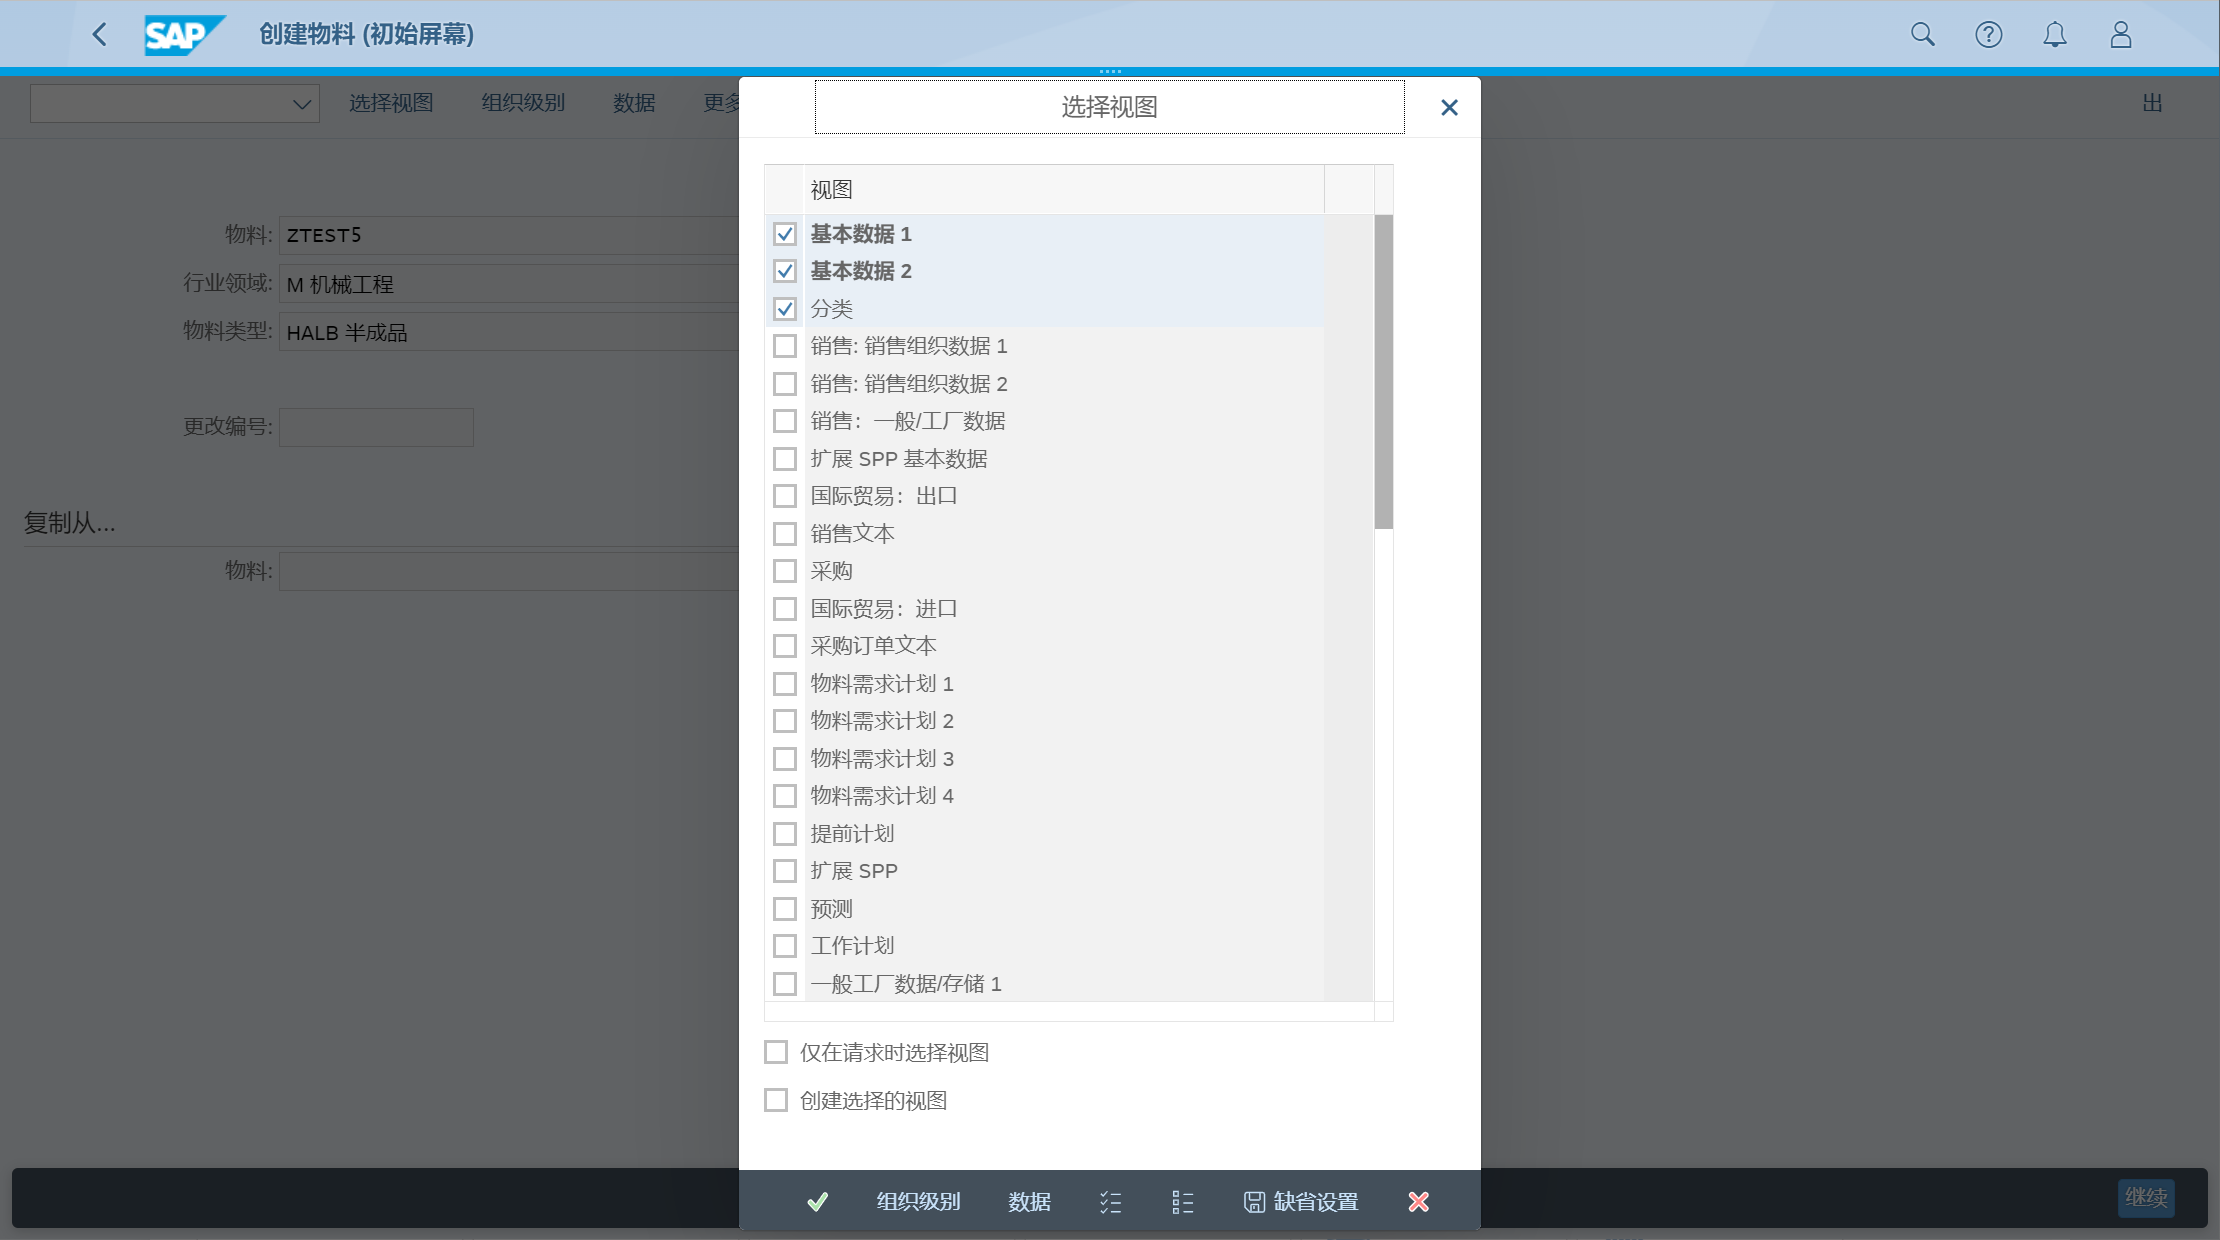 SAP 创建物料 (初始屏幕)
选择视图 组织级别 数据 更多 出
物料: ZTEST5
行业领域: M 机械工程
物料类型: HALB 半成品
更改编号:
复制从...
物料:
选择视图
视图
基本数据 1
基本数据 2
分类
销售: 销售组织数据 1
销售: 销售组织数据 2
销售：一般/工厂数据
扩展 SPP 基本数据
国际贸易：出口
销售文本
采购
国际贸易：进口
采购订单文本
物料需求计划 1
物料需求计划 2
物料需求计划 3
物料需求计划 4
提前计划
扩展 SPP
预测
工作计划
一般工厂数据/存储 1
仅在请求时选择视图
创建选择的视图
组织级别 数据 缺省设置
继续